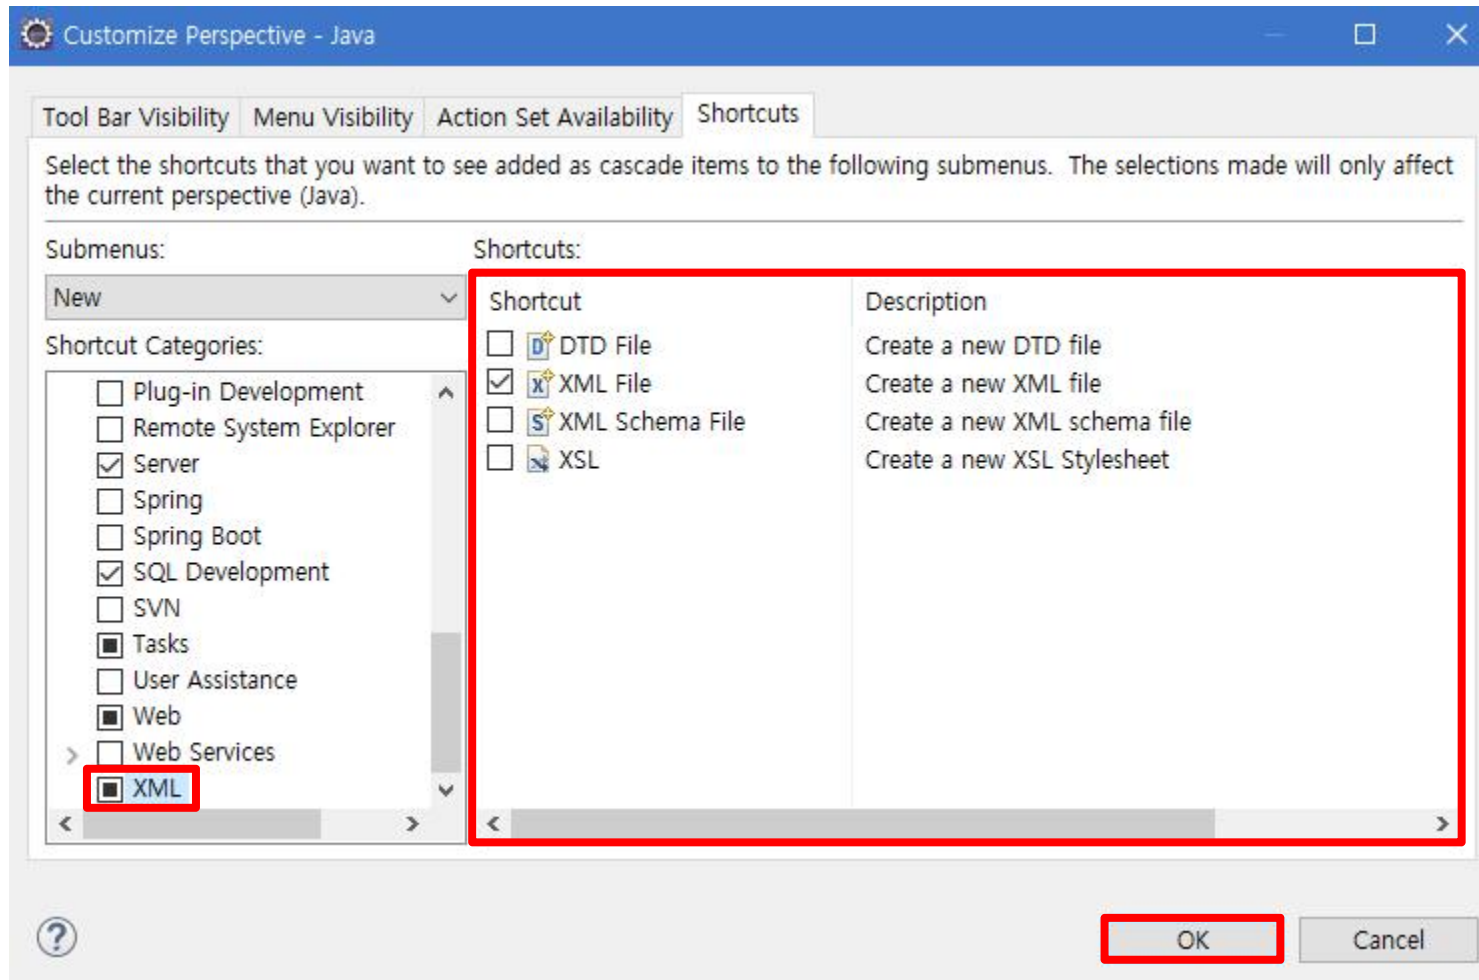 Customize Perspective - Java
Tool Bar Visibility
Menu Visibility
Action Set Availability
Shortcuts
Select the shortcuts that you want to see added as cascade items to the following submenus. The selections made will only affect
the current perspective (Java).
Submenus:
New
Shortcut Categories:
Plug-in Development
Remote System Explorer
Server
Spring
Spring Boot
SQL Development
SVN
Tasks
User Assistance
Web
Web Services
XML
Shortcuts:
Shortcut Description
DTD File Create a new DTD file
XML File Create a new XML file
XML Schema File Create a new XML schema file
XSL Create a new XSL Stylesheet
OK
Cancel